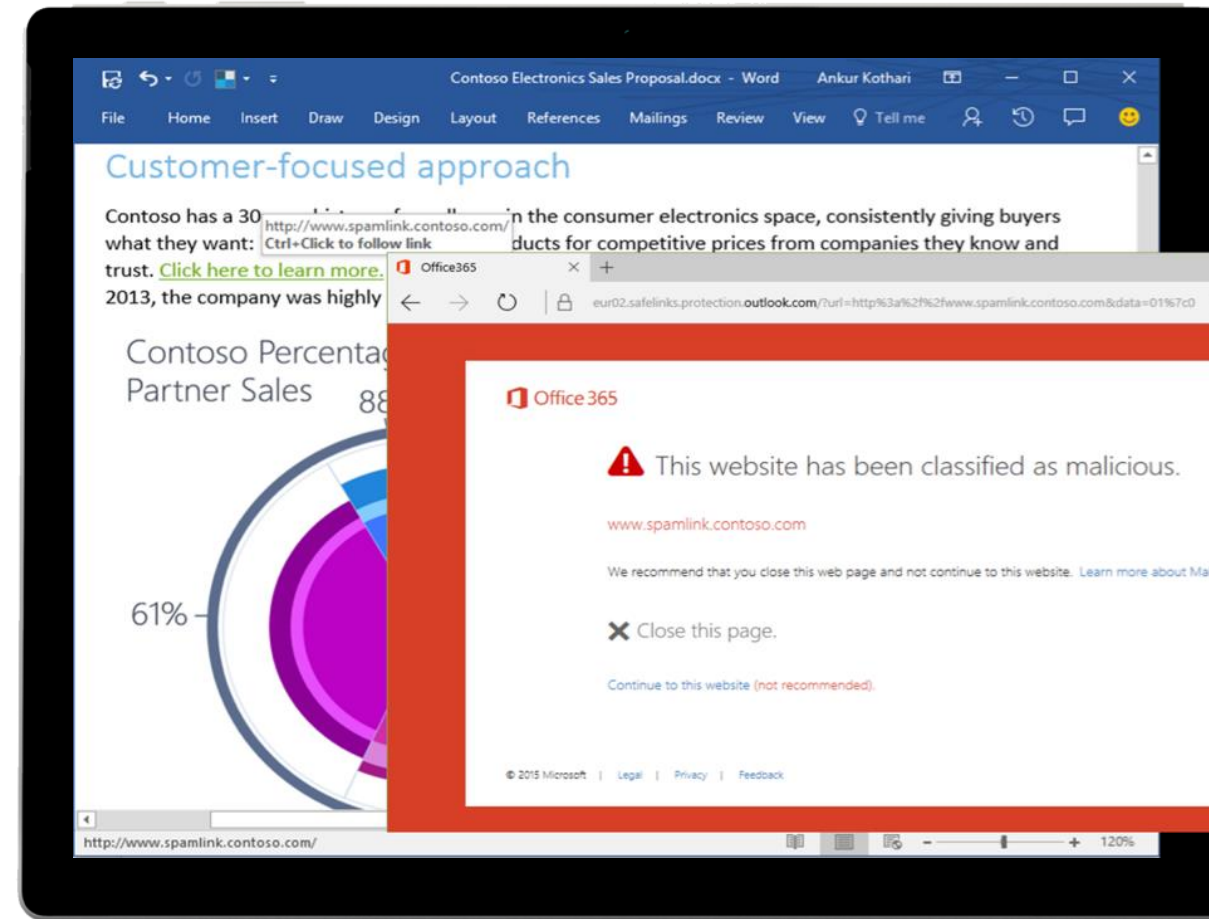 Contoso Electronics Sales Proposal.docx - Word Ankur Kothari
File Home Insert Draw Design Layout References Mailings Review View Tell me
Customer-focused approach
Contoso has a 30 in the consumer electronics space, consistently giving buyers
http://www.spamlink.contoso.com/
Ctrl+Click to follow link
what they want: ducts for competitive prices from companies they know and
trust. Click here to learn more.
2013, the company was highly
Contoso Percentag
Partner Sales
88
61%
Office365
eur02.safelinks.protection.outlook.com/?url=http%3a%2f%2fwww.spamlink.contoso.com&data=01%7c0
Office 365
This website has been classified as malicious.
www.spamlink.contoso.com
We recommend that you close this web page and not continue to this website. Learn more about Ma
Close this page.
Continue to this website (not recommended).
© 2015 Microsoft | Legal | Privacy | Feedback
http://www.spamlink.contoso.com/
120%